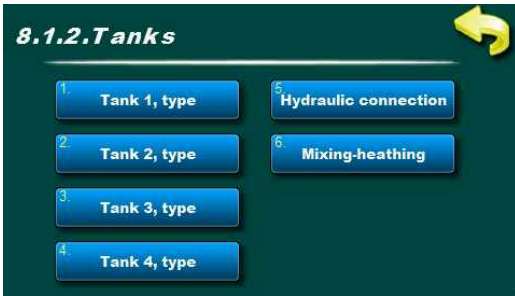 8.1.2.Tanks
1.
Tank 1, type
2.
Tank 2, type
3.
Tank 3, type
4.
Tank 4, type
5
Hydraulic connection
6.
Mixing-heathing